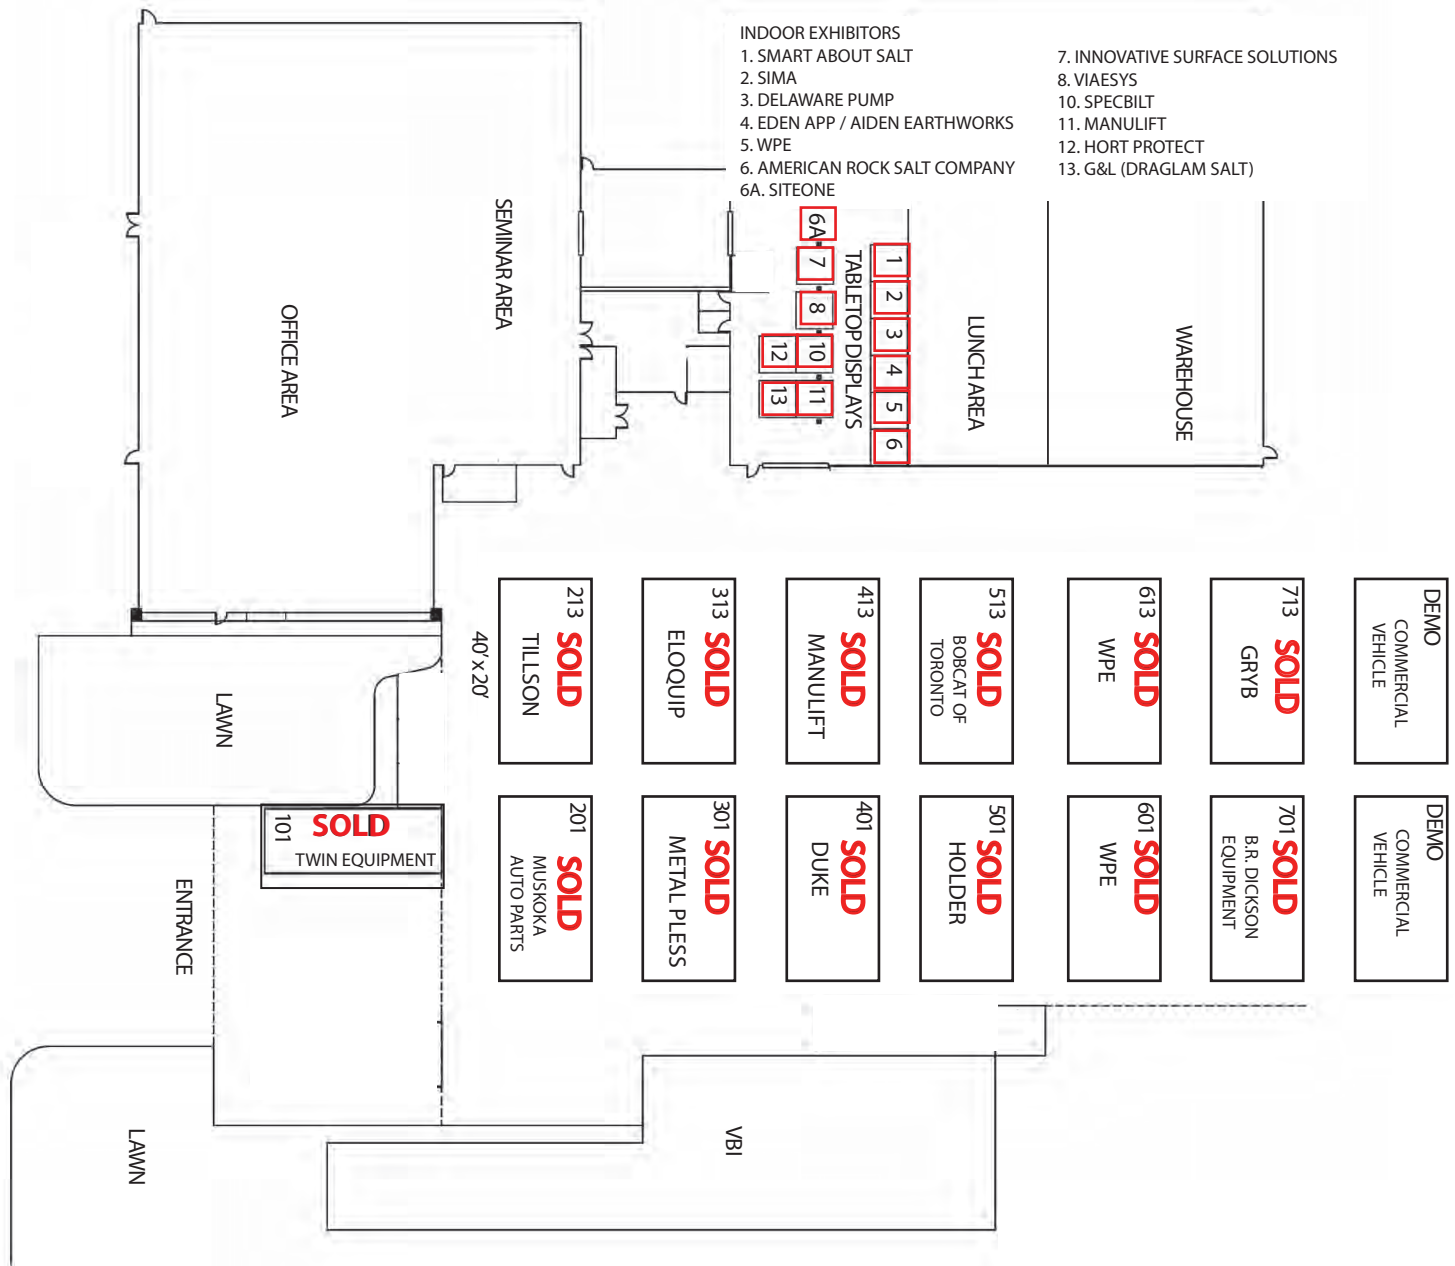 INDOOR EXHIBITORS
1. SMART ABOUT SALT
2. SIMA
3. DELAWARE PUMP
4. EDEN APP / AIDEN EARTHWORKS
5. WPE
6. AMERICAN ROCK SALT COMPANY
6A. SITEONE
7. INNOVATIVE SURFACE SOLUTIONS
8. VIAESYS
10. SPECBILT
11. MANULIFT
12. HORT PROTECT
13. G&L (DRAGLAM SALT)
SEMINAR AREA
OFFICE AREA
6A
7
8
10
11
12
13
TABLETOP DISPLAYS
1
2
3
4
5
6
LUNCH AREA
WAREHOUSE
213
SOLD
TILLSON
40' x 20'
313
SOLD
ELOQUIP
413
SOLD
MANULIFT
513
SOLD
BOBCAT OF
TORONTO
613
SOLD
WPE
713
SOLD
GRYB
DEMO
COMMERCIAL
VEHICLE
LAWN
101
SOLD
TWIN EQUIPMENT
201
SOLD
MUSKOKA
AUTO PARTS
301
SOLD
METAL PLESS
401
SOLD
DUKE
501
SOLD
HOLDER
601
SOLD
WPE
701
SOLD
B.R. DICKSON
EQUIPMENT
DEMO
COMMERCIAL
VEHICLE
ENTRANCE
LAWN
VBI